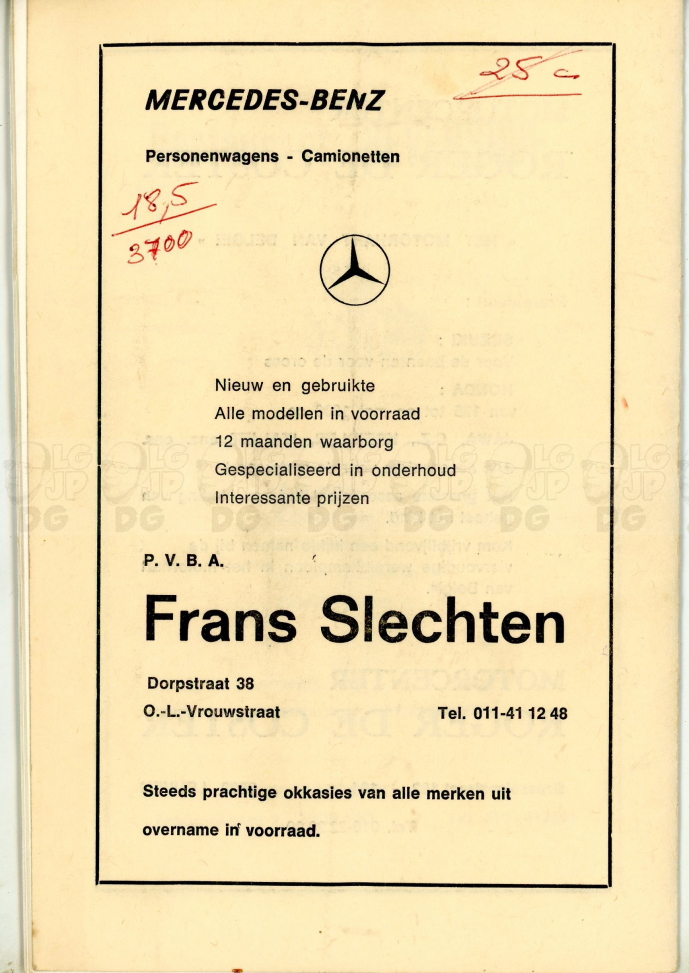 25
MERCEDES-BENZ
Personenwagens - Camionetten
18,5
3700
Nieuw en gebruikte
Alle modellen in voorraad
12 maanden waarborg
Gespecialiseerd in onderhoud
Interessante prijzen
P. V. B. A.
Frans Slechten
Dorpstraat 38
O.-L.-Vrouwstraat Tel. 011-41 12 48
Steeds prachtige okkasies van alle merken uit
overname in voorraad.